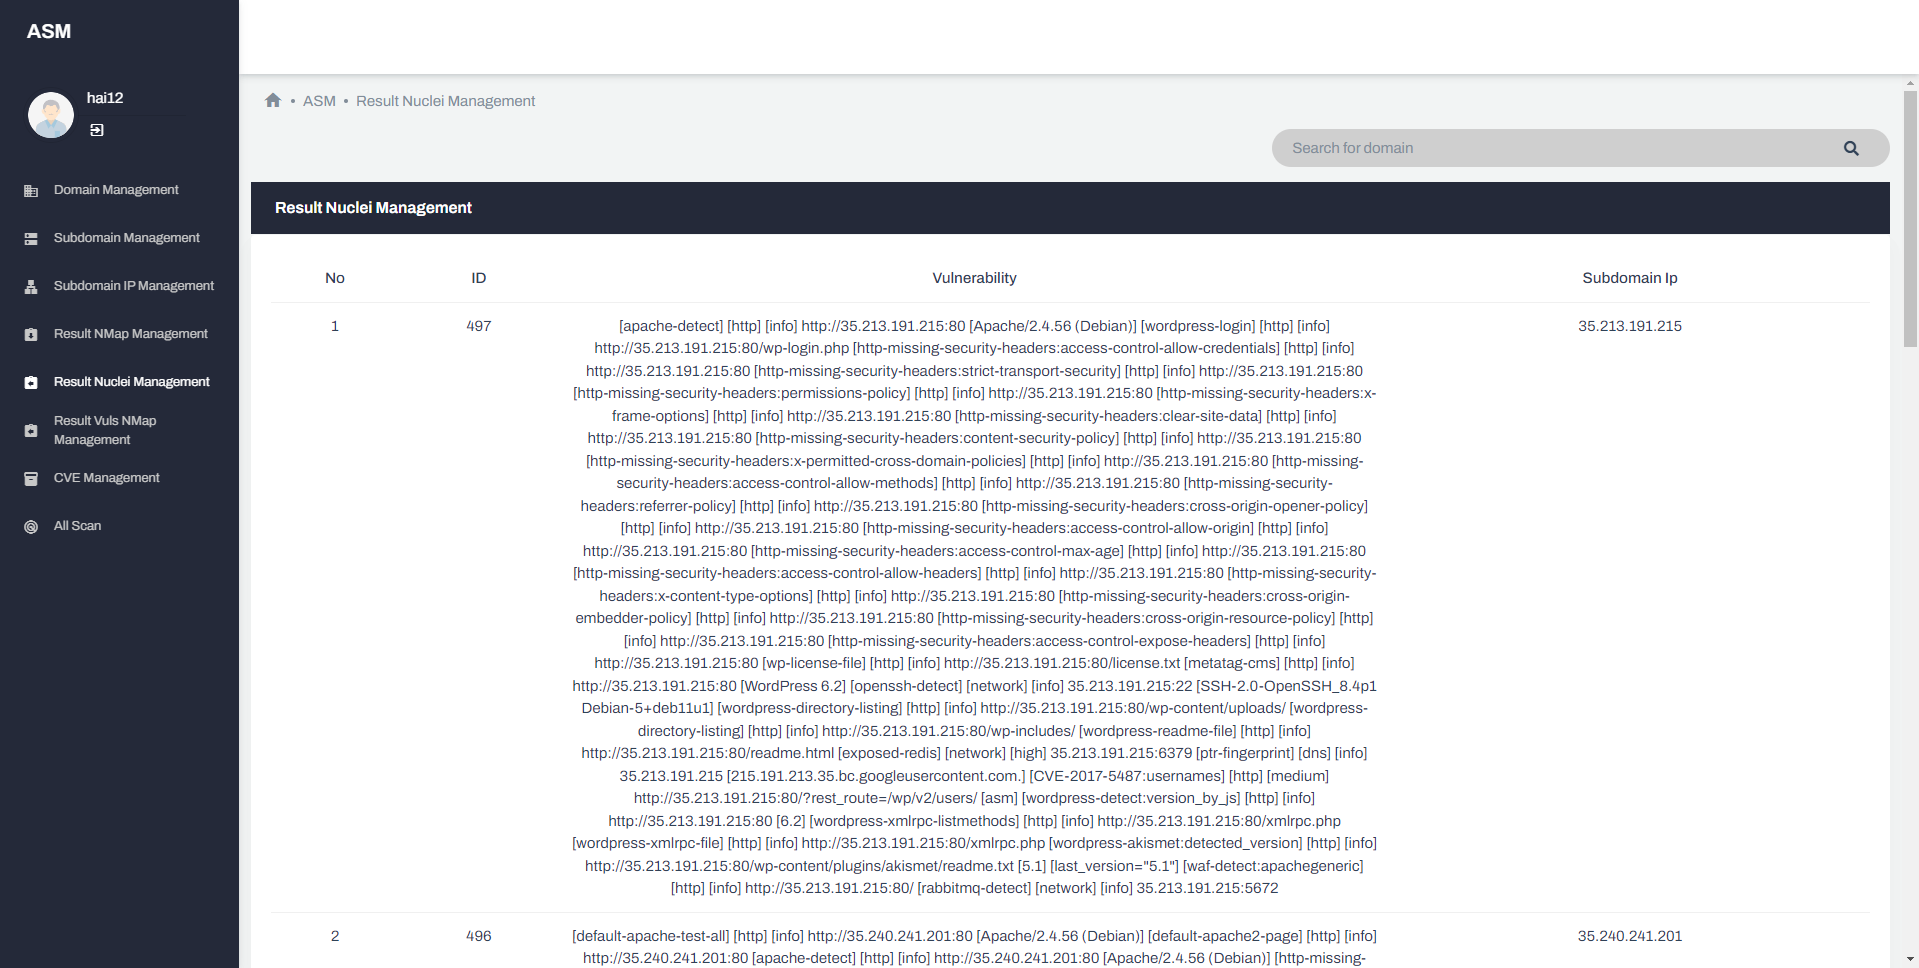 ASM
hai12
Domain Management
Subdomain Management
Subdomain IP Management
Result NMap Management
Result Nuclei Management
Result Vuls NMap
Management
CVE Management
All Scan
• ASM • Result Nuclei Management
Search for domain
Result Nuclei Management
No ID Vulnerability Subdomain Ip
1 497 [apache-detect] [http] [info] http://35.213.191.215:80 [Apache/2.4.56 (Debian)] [wordpress-login] [http] [info] 35.213.191.215
http://35.213.191.215:80/wp-login.php [http-missing-security-headers:access-control-allow-credentials] [http] [info]
http://35.213.191.215:80 [http-missing-security-headers:strict-transport-security] [http] [info] http://35.213.191.215:80
[http-missing-security-headers:permissions-policy] [http] [info] http://35.213.191.215:80 [http-missing-security-headers:x-
frame-options] [http] [info] http://35.213.191.215:80 [http-missing-security-headers:clear-site-data] [http] [info]
http://35.213.191.215:80 [http-missing-security-headers:content-security-policy] [http] [info] http://35.213.191.215:80
[http-missing-security-headers:x-permitted-cross-domain-policies] [http] [info] http://35.213.191.215:80 [http-missing-
security-headers:access-control-allow-methods] [http] [info] http://35.213.191.215:80 [http-missing-security-
headers:referrer-policy] [http] [info] http://35.213.191.215:80 [http-missing-security-headers:cross-origin-opener-policy]
[http] [info] http://35.213.191.215:80 [http-missing-security-headers:access-control-allow-origin] [http] [info]
http://35.213.191.215:80 [http-missing-security-headers:access-control-max-age] [http] [info] http://35.213.191.215:80
[http-missing-security-headers:access-control-allow-headers] [http] [info] http://35.213.191.215:80 [http-missing-security-
headers:x-content-type-options] [http] [info] http://35.213.191.215:80 [http-missing-security-headers:cross-origin-
embedder-policy] [http] [info] http://35.213.191.215:80 [http-missing-security-headers:cross-origin-resource-policy] [http]
[info] http://35.213.191.215:80 [http-missing-security-headers:access-control-expose-headers] [http] [info]
http://35.213.191.215:80 [wp-license-file] [http] [info] http://35.213.191.215:80/license.txt [metatag-cms] [http] [info]
http://35.213.191.215:80 [WordPress 6.2] [openssh-detect] [network] [info] 35.213.191.215:22 [SSH-2.0-OpenSSH_8.4p1
Debian-5+deb11u1] [wordpress-directory-listing] [http] [info] http://35.213.191.215:80/wp-content/uploads/ [wordpress-
directory-listing] [http] [info] http://35.213.191.215:80/wp-includes/ [wordpress-readme-file] [http] [info]
http://35.213.191.215:80/readme.html [exposed-redis] [network] [high] 35.213.191.215:6379 [ptr-fingerprint] [dns] [info]
35.213.191.215 [215.191.213.35.bc.googleusercontent.com.] [CVE-2017-5487:usernames] [http] [medium]
http://35.213.191.215:80/?rest_route=/wp/v2/users/ [asm] [wordpress-detect:version_by_js] [http] [info]
http://35.213.191.215:80 [6.2] [wordpress-xmlrpc-listmethods] [http] [info] http://35.213.191.215:80/xmlrpc.php
[wordpress-xmlrpc-file] [http] [info] http://35.213.191.215:80/xmlrpc.php [wordpress-akismet:detected_version] [http] [info]
http://35.213.191.215:80/wp-content/plugins/akismet/readme.txt [5.1] [last_version="5.1"] [waf-detect:apachegeneric]
[http] [info] http://35.213.191.215:80/ [rabbitmq-detect] [network] [info] 35.213.191.215:5672
2 496 [default-apache-test-all] [http] [info] http://35.240.241.201:80 [Apache/2.4.56 (Debian)] [default-apache2-page] [http] [info] 35.240.241.201
http://35.240.241.201:80 [apache-detect] [http] [info] http://35.240.241.201:80 [Apache/2.4.56 (Debian)] [http-missing-